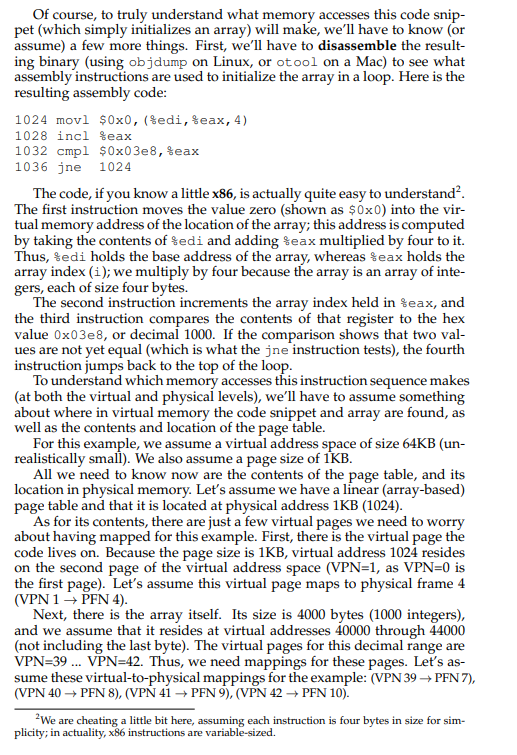 Of course, to truly understand what memory accesses this code snip-
pet (which simply initializes an array) will make, we'll have to know (or
assume) a few more things. First, we'll have to disassemble the result-
ing binary (using objdump on Linux, or otool on a Mac) to see what
assembly instructions are used to initialize the array in a loop. Here is the
resulting assembly code:
1024 movl $0x0,(%edi,%eax,4)
1028 incl %eax
1032 cmpl $0x03e8,%eax
1036 jne 1024
The code, if you know a little x86, is actually quite easy to understand².
The first instruction moves the value zero (shown as $0x0) into the vir-
tual memory address of the location of the array; this address is computed
by taking the contents of %edi and adding %eax multiplied by four to it.
Thus, %edi holds the base address of the array, whereas %eax holds the
array index (i); we multiply by four because the array is an array of inte-
gers, each of size four bytes.
The second instruction increments the array index held in %eax, and
the third instruction compares the contents of that register to the hex
value 0x03e8, or decimal 1000. If the comparison shows that two val-
ues are not yet equal (which is what the jne instruction tests), the fourth
instruction jumps back to the top of the loop.
To understand which memory accesses this instruction sequence makes
(at both the virtual and physical levels), we'll have to assume something
about where in virtual memory the code snippet and array are found, as
well as the contents and location of the page table.
For this example, we assume a virtual address space of size 64KB (un-
realistically small). We also assume a page size of 1KB.
All we need to know now are the contents of the page table, and its
location in physical memory. Let's assume we have a linear (array-based)
page table and that it is located at physical address 1KB (1024).
As for its contents, there are just a few virtual pages we need to worry
about having mapped for this example. First, there is the virtual page the
code lives on. Because the page size is 1KB, virtual address 1024 resides
on the second page of the virtual address space (VPN=1, as VPN=0 is
the first page). Let's assume this virtual page maps to physical frame 4
(VPN 1 → PFN 4).
Next, there is the array itself. Its size is 4000 bytes (1000 integers),
and we assume that it resides at virtual addresses 40000 through 44000
(not including the last byte). The virtual pages for this decimal range are
VPN=39 ... VPN=42. Thus, we need mappings for these pages. Let's as-
sume these virtual-to-physical mappings for the example: (VPN 39 → PFN 7),
(VPN 40 → PFN 8), (VPN 41 → PFN 9), (VPN 42 → PFN 10).
²We are cheating a little bit here, assuming each instruction is four bytes in size for sim-
plicity; in actuality, x86 instructions are variable-sized.